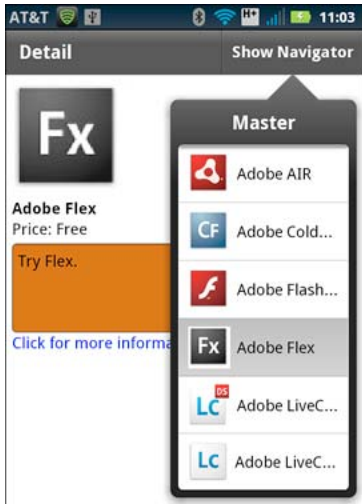 AT&T H+ 11:03
Detail Show Navigator
Master
Fx
Adobe Flex
Price: Free
Try Flex.
Click for more informa
Adobe AIR
CF Adobe Cold...
Adobe Flash...
Fx Adobe Flex
LC DS Adobe LiveC...
LC Adobe LiveC...